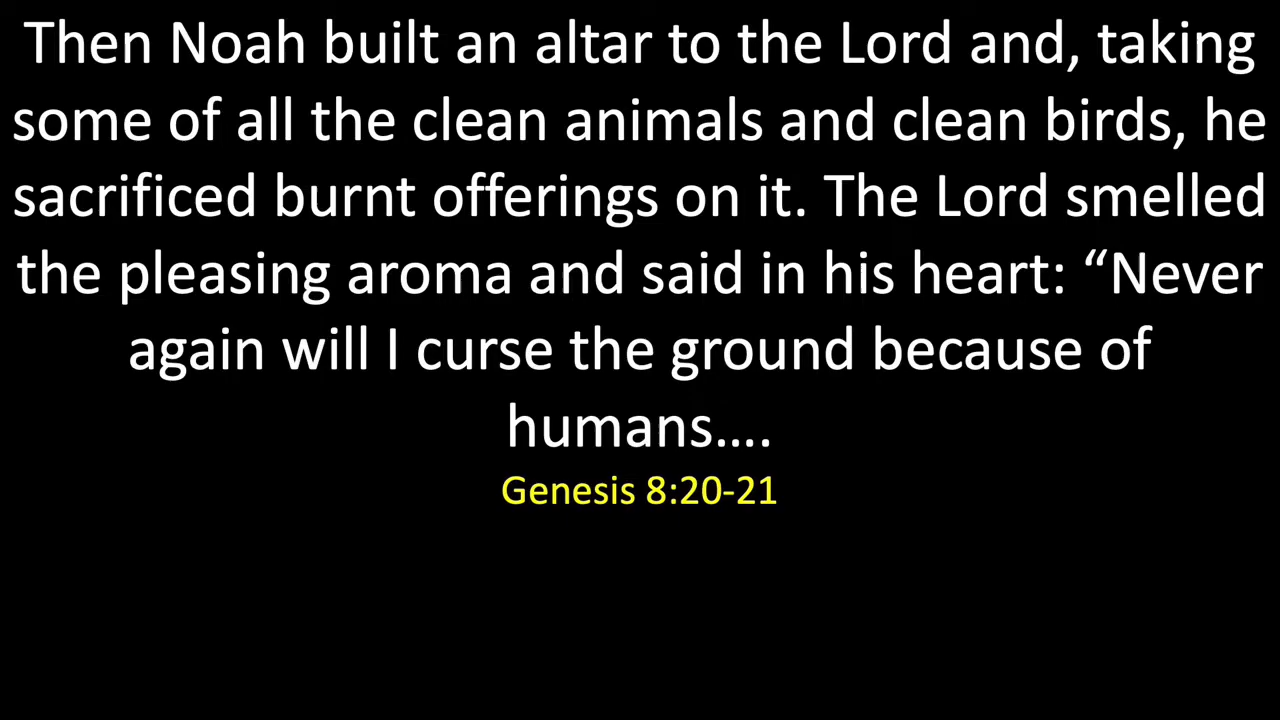 Then Noah built an altar to the Lord and, taking
some of all the clean animals and clean birds, he
sacrificed burnt offerings on it. The Lord smelled
the pleasing aroma and said in his heart: “Never
again will I curse the ground because of
humans….
Genesis 8:20-21